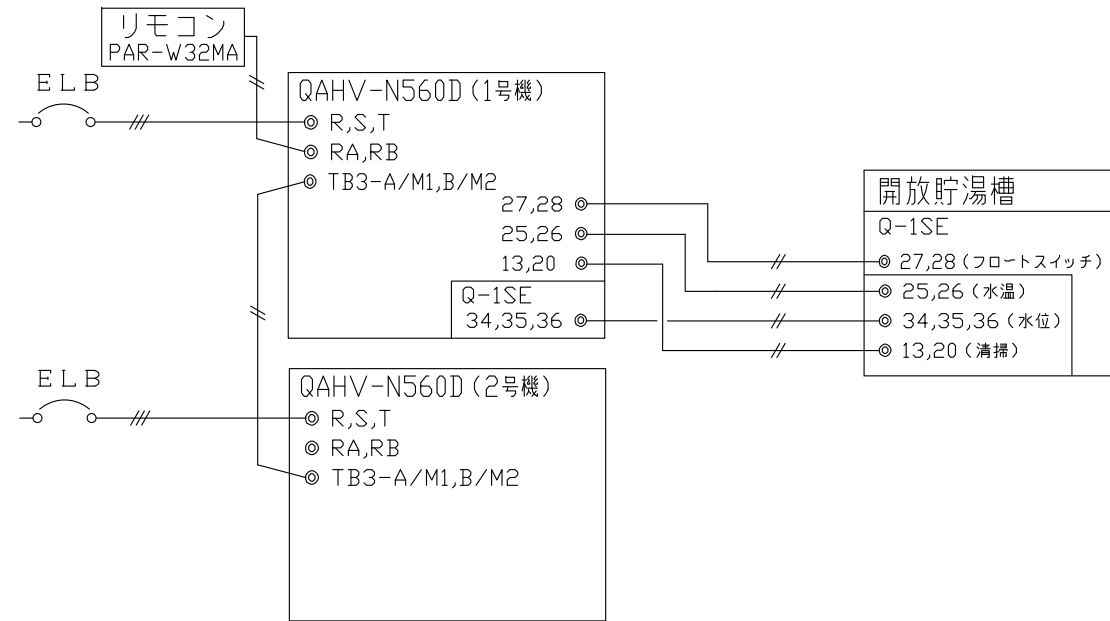 リモコン
PAR-W32MA
ELB
QAHV-N560D(1号機)
R,S,T
RA,RB
TB3-A/M1,B/M2
27,28
25,26
13,20
Q-1SE
34,35,36
開放貯湯槽
Q-1SE
27,28(フロートスイッチ)
25,26(水温)
34,35,36(水位)
13,20(清掃)
ELB
QAHV-N560D(2号機)
R,S,T
RA,RB
TB3-A/M1,B/M2